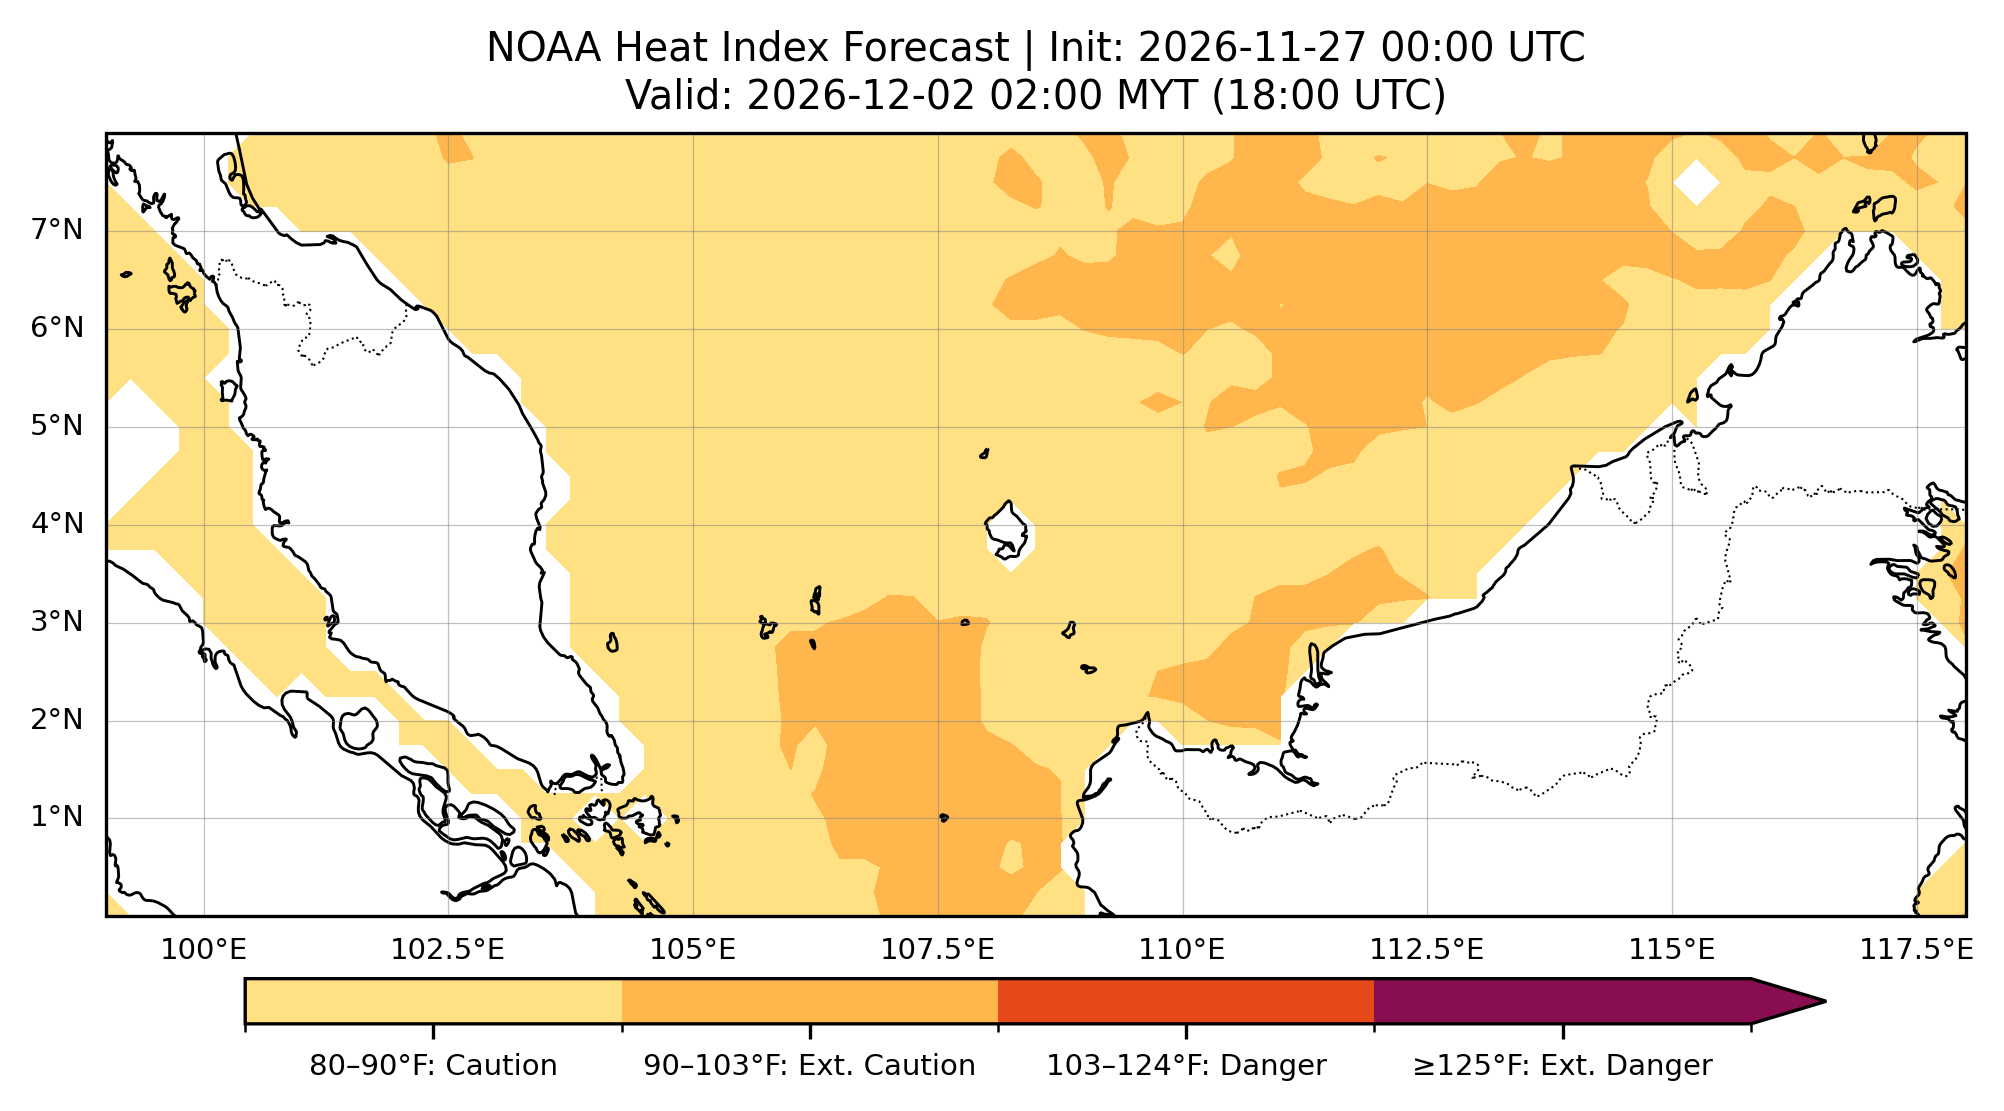 NOAA Heat Index Forecast | Init: 2026-11-27 00:00 UTC
Valid: 2026-12-02 02:00 MYT (18:00 UTC)
7°N
6°N
5°N
4°N
3°N
2°N
1°N
100°E 102.5°E 105°E 107.5°E 110°E 112.5°E 115°E 117.5°E
80–90°F: Caution 90–103°F: Ext. Caution 103–124°F: Danger ≥125°F: Ext. Danger